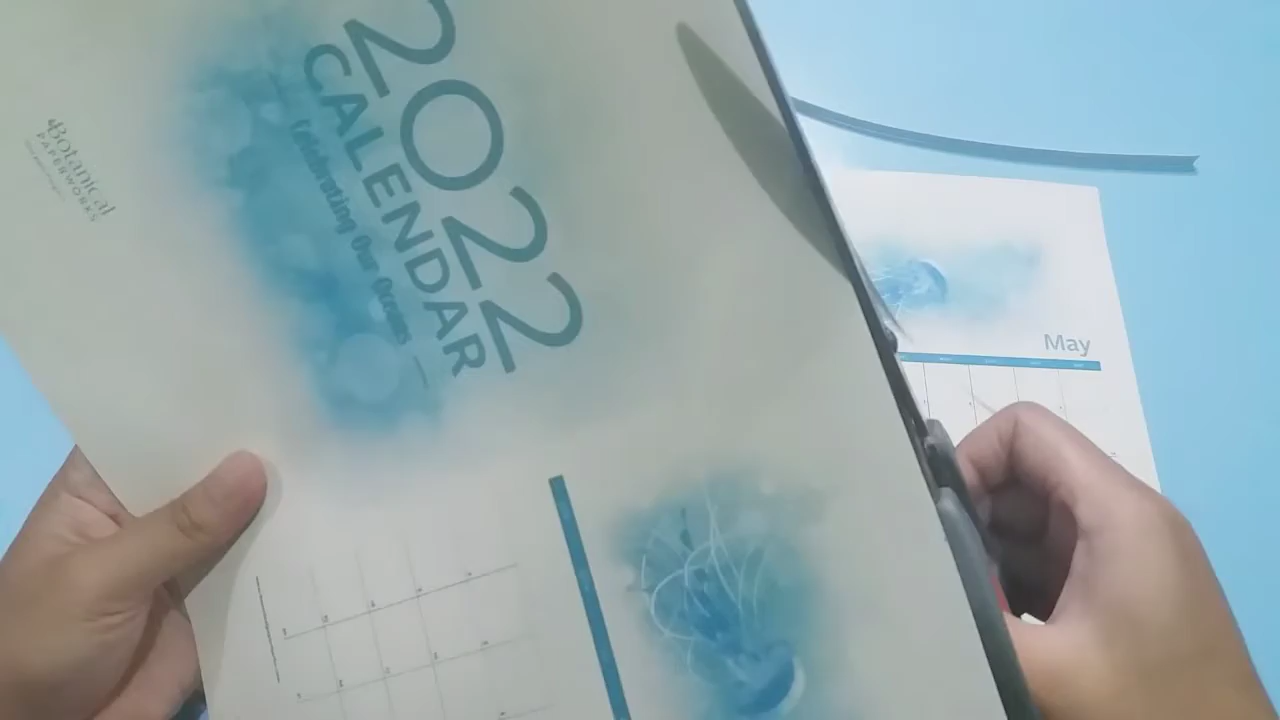 2022
CALENDAR
Celebrating Our Oceans
Botanical
PAPERWORKS
May